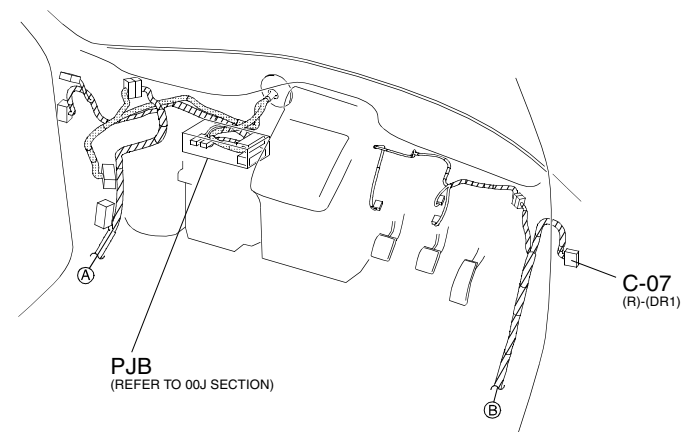 A
C-07
(R)-(DR1)
PJB
(REFER TO 00J SECTION)
B